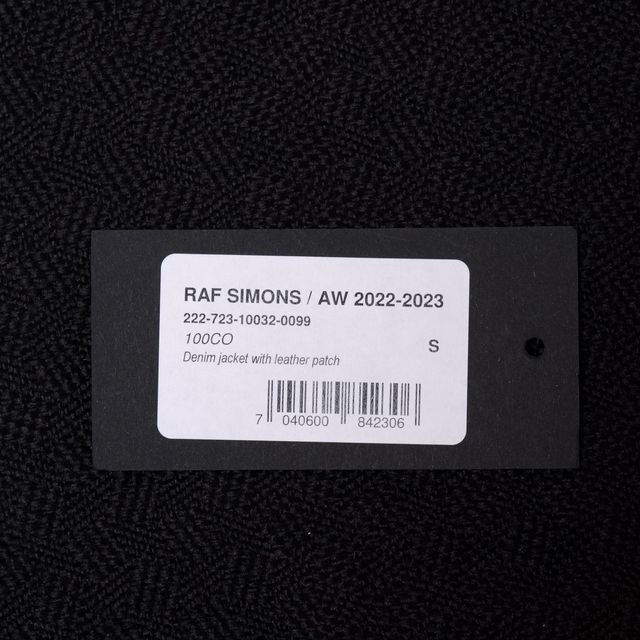 RAF SIMONS / AW 2022-2023
222-723-10032-0099
100CO
S
Denim jacket with leather patch
7 040600 842306